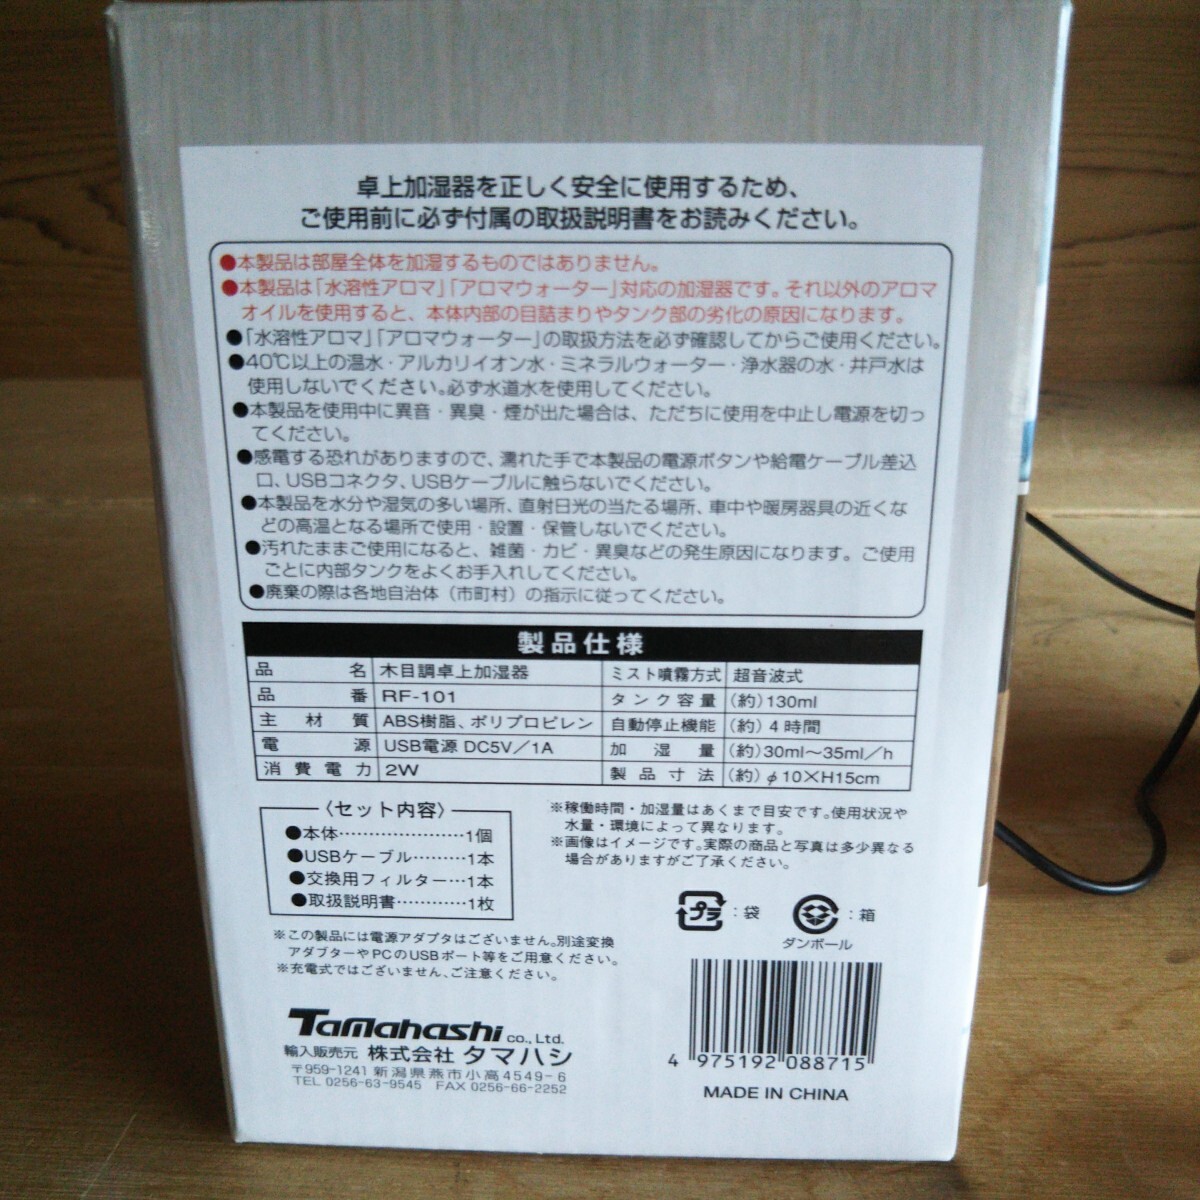 卓上加湿器を正しく安全に使用するため、
ご使用前に必ず付属の取扱説明書をお読みください。
●本製品は部屋全体を加湿するものではありません。
●本製品は「水溶性アロマ」「アロマウォーター」対応の加湿器です。それ以外のアロマ
オイルを使用すると、本体内部の目詰まりやタンク部の劣化の原因になります。
●「水溶性アロマ」「アロマウォーター」の取扱方法を必ず確認してからご使用ください。
●40℃以上の温水・アルカリイオン水・ミネラルウォーター・浄水器の水・井戸水は
使用しないでください。必ず水道水を使用してください。
●本製品を使用中に異音・異臭・煙が出た場合は、ただちに使用を中止し電源を切っ
てください。
●感電する恐れがありますので、濡れた手で本製品の電源ボタンや給電ケーブル差込
口、USBコネクタ、USBケーブルに触らないでください。
●本製品を水分や湿気の多い場所、直射日光の当たる場所、車中や暖房器具の近くな
どの高温となる場所で使用・設置・保管しないでください。
●汚れたままご使用になると、雑菌・カビ・異臭などの発生原因になります。ご使用
ごとに内部タンクをよくお手入れしてください。
●廃棄の際は各地自治体（市町村）の指示に従ってください。
製品仕様
品名 木目調卓上加湿器 ミスト噴霧方式 超音波式
品番 RF-101 タンク容量 (約)130ml
主材質 ABS樹脂、ポリプロピレン 自動停止機能 (約)4時間
電源 USB電源 DC5V／1A 加湿量 (約)30ml〜35ml／h
消費電力 2W 製品寸法 (約)φ10×H15cm
〈セット内容〉
●本体…………………1個
●USBケーブル………1本
●交換用フィルター…1本
●取扱説明書…………1枚
※稼働時間・加湿量はあくまで目安です。使用状況や
水量・環境によって異なります。
※画像はイメージです。実際の商品と写真は多少異なる
場合がありますがご了承ください。
プラ：袋
：箱
ダンボール
※この製品には電源アダプタはございません。別途変換
アダプターやPCのUSBポート等をご用意ください。
※充電式ではございません、ご注意ください。
Tamahashi co.,Ltd.
輸入販売元 株式会社 タマハシ
〒959-1241 新潟県燕市小高4549-6
TEL 0256-63-9545 FAX 0256-66-2252
4 975192 088715
MADE IN CHINA